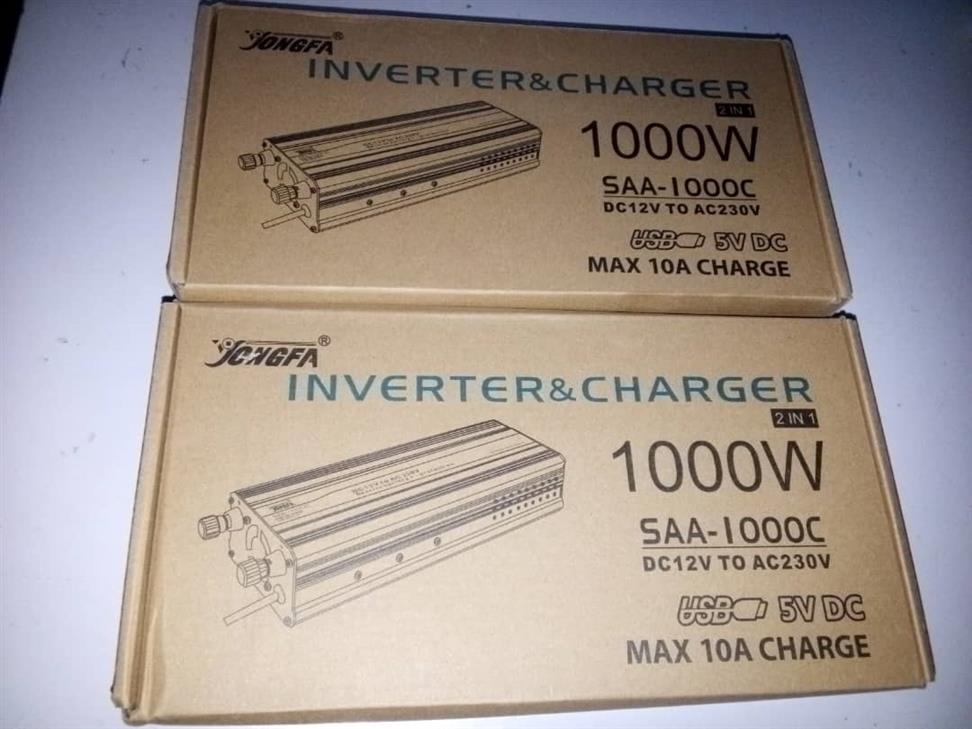 YONGFA®
INVERTER&CHARGER
2 IN 1
1000W
SAA-1000C
DC12V TO AC230V
USB 5V DC
MAX 10A CHARGE
YONGFA®
INVERTER&CHARGER
2 IN 1
1000W
SAA-1000C
DC12V TO AC230V
USB 5V DC
MAX 10A CHARGE